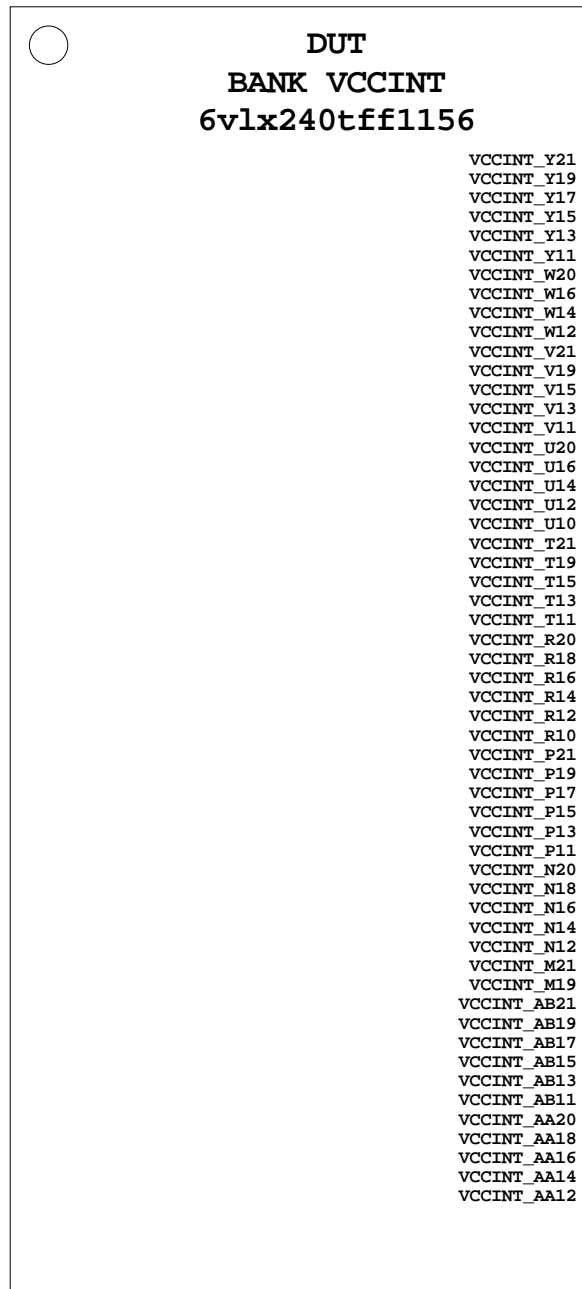 DUT
BANK VCCINT
6vlx240tff1156
VCCINT_Y21
VCCINT_Y19
VCCINT_Y17
VCCINT_Y15
VCCINT_Y13
VCCINT_Y11
VCCINT_W20
VCCINT_W16
VCCINT_W14
VCCINT_W12
VCCINT_V21
VCCINT_V19
VCCINT_V15
VCCINT_V13
VCCINT_V11
VCCINT_U20
VCCINT_U16
VCCINT_U14
VCCINT_U12
VCCINT_U10
VCCINT_T21
VCCINT_T19
VCCINT_T15
VCCINT_T13
VCCINT_T11
VCCINT_R20
VCCINT_R18
VCCINT_R16
VCCINT_R14
VCCINT_R12
VCCINT_R10
VCCINT_P21
VCCINT_P19
VCCINT_P17
VCCINT_P15
VCCINT_P13
VCCINT_P11
VCCINT_N20
VCCINT_N18
VCCINT_N16
VCCINT_N14
VCCINT_N12
VCCINT_M21
VCCINT_M19
VCCINT_AB21
VCCINT_AB19
VCCINT_AB17
VCCINT_AB15
VCCINT_AB13
VCCINT_AB11
VCCINT_AA20
VCCINT_AA18
VCCINT_AA16
VCCINT_AA14
VCCINT_AA12